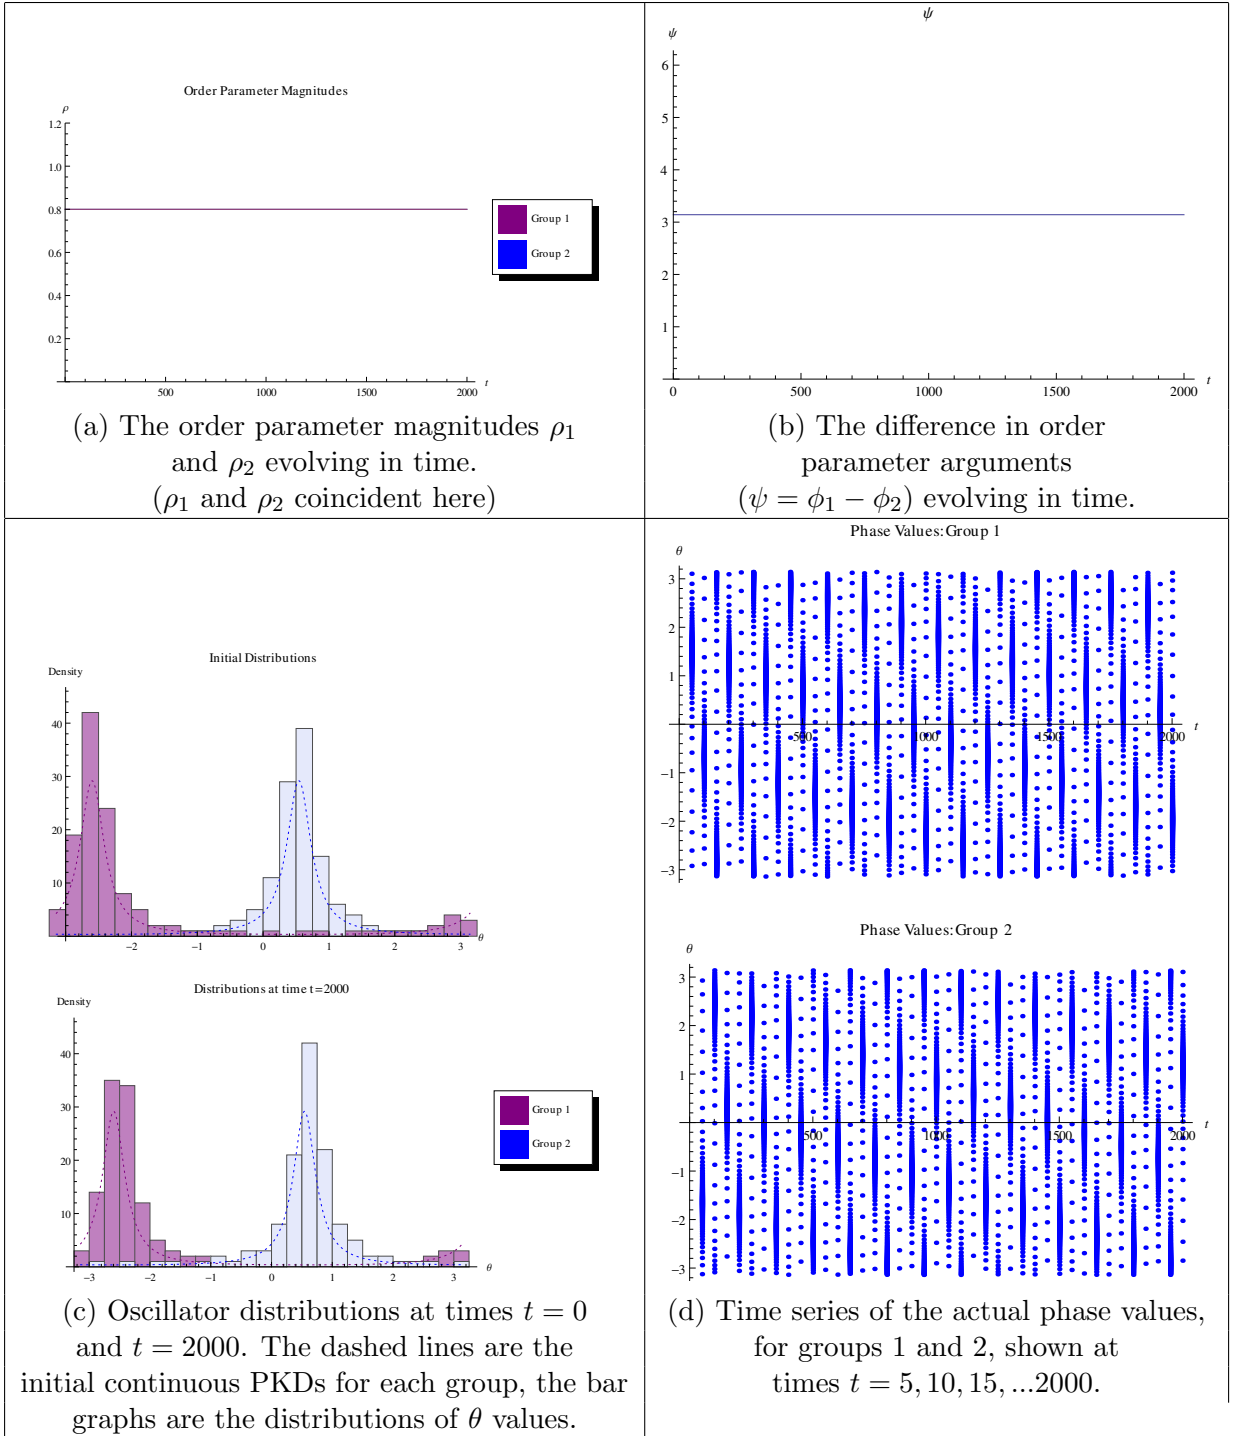 Order Parameter Magnitudes
ρ
1.2
1.0
0.8
0.6
0.4
0.2
500
1000
1500
2000
t
Group 1
Group 2
(a) The order parameter magnitudes ρ₁
and ρ₂ evolving in time.
(ρ₁ and ρ₂ coincident here)
ψ
ψ
6
5
4
3
2
1
0
500
1000
1500
2000
t
(b) The difference in order
parameter arguments
(ψ = ϕ₁ − ϕ₂) evolving in time.
Initial Distributions
Density
40
30
20
10
−2
−1
0
1
2
3
θ
Distributions at time t=2000
Density
40
30
20
10
−3
−2
−1
0
1
2
3
θ
Group 1
Group 2
(c) Oscillator distributions at times t = 0
and t = 2000. The dashed lines are the
initial continuous PKDs for each group, the bar
graphs are the distributions of θ values.
Phase Values: Group 1
θ
3
2
1
−1
−2
−3
500
1000
1500
2000
t
Phase Values: Group 2
θ
3
2
1
−1
−2
−3
500
1000
1500
2000
t
(d) Time series of the actual phase values,
for groups 1 and 2, shown at
times t = 5, 10, 15, ...2000.